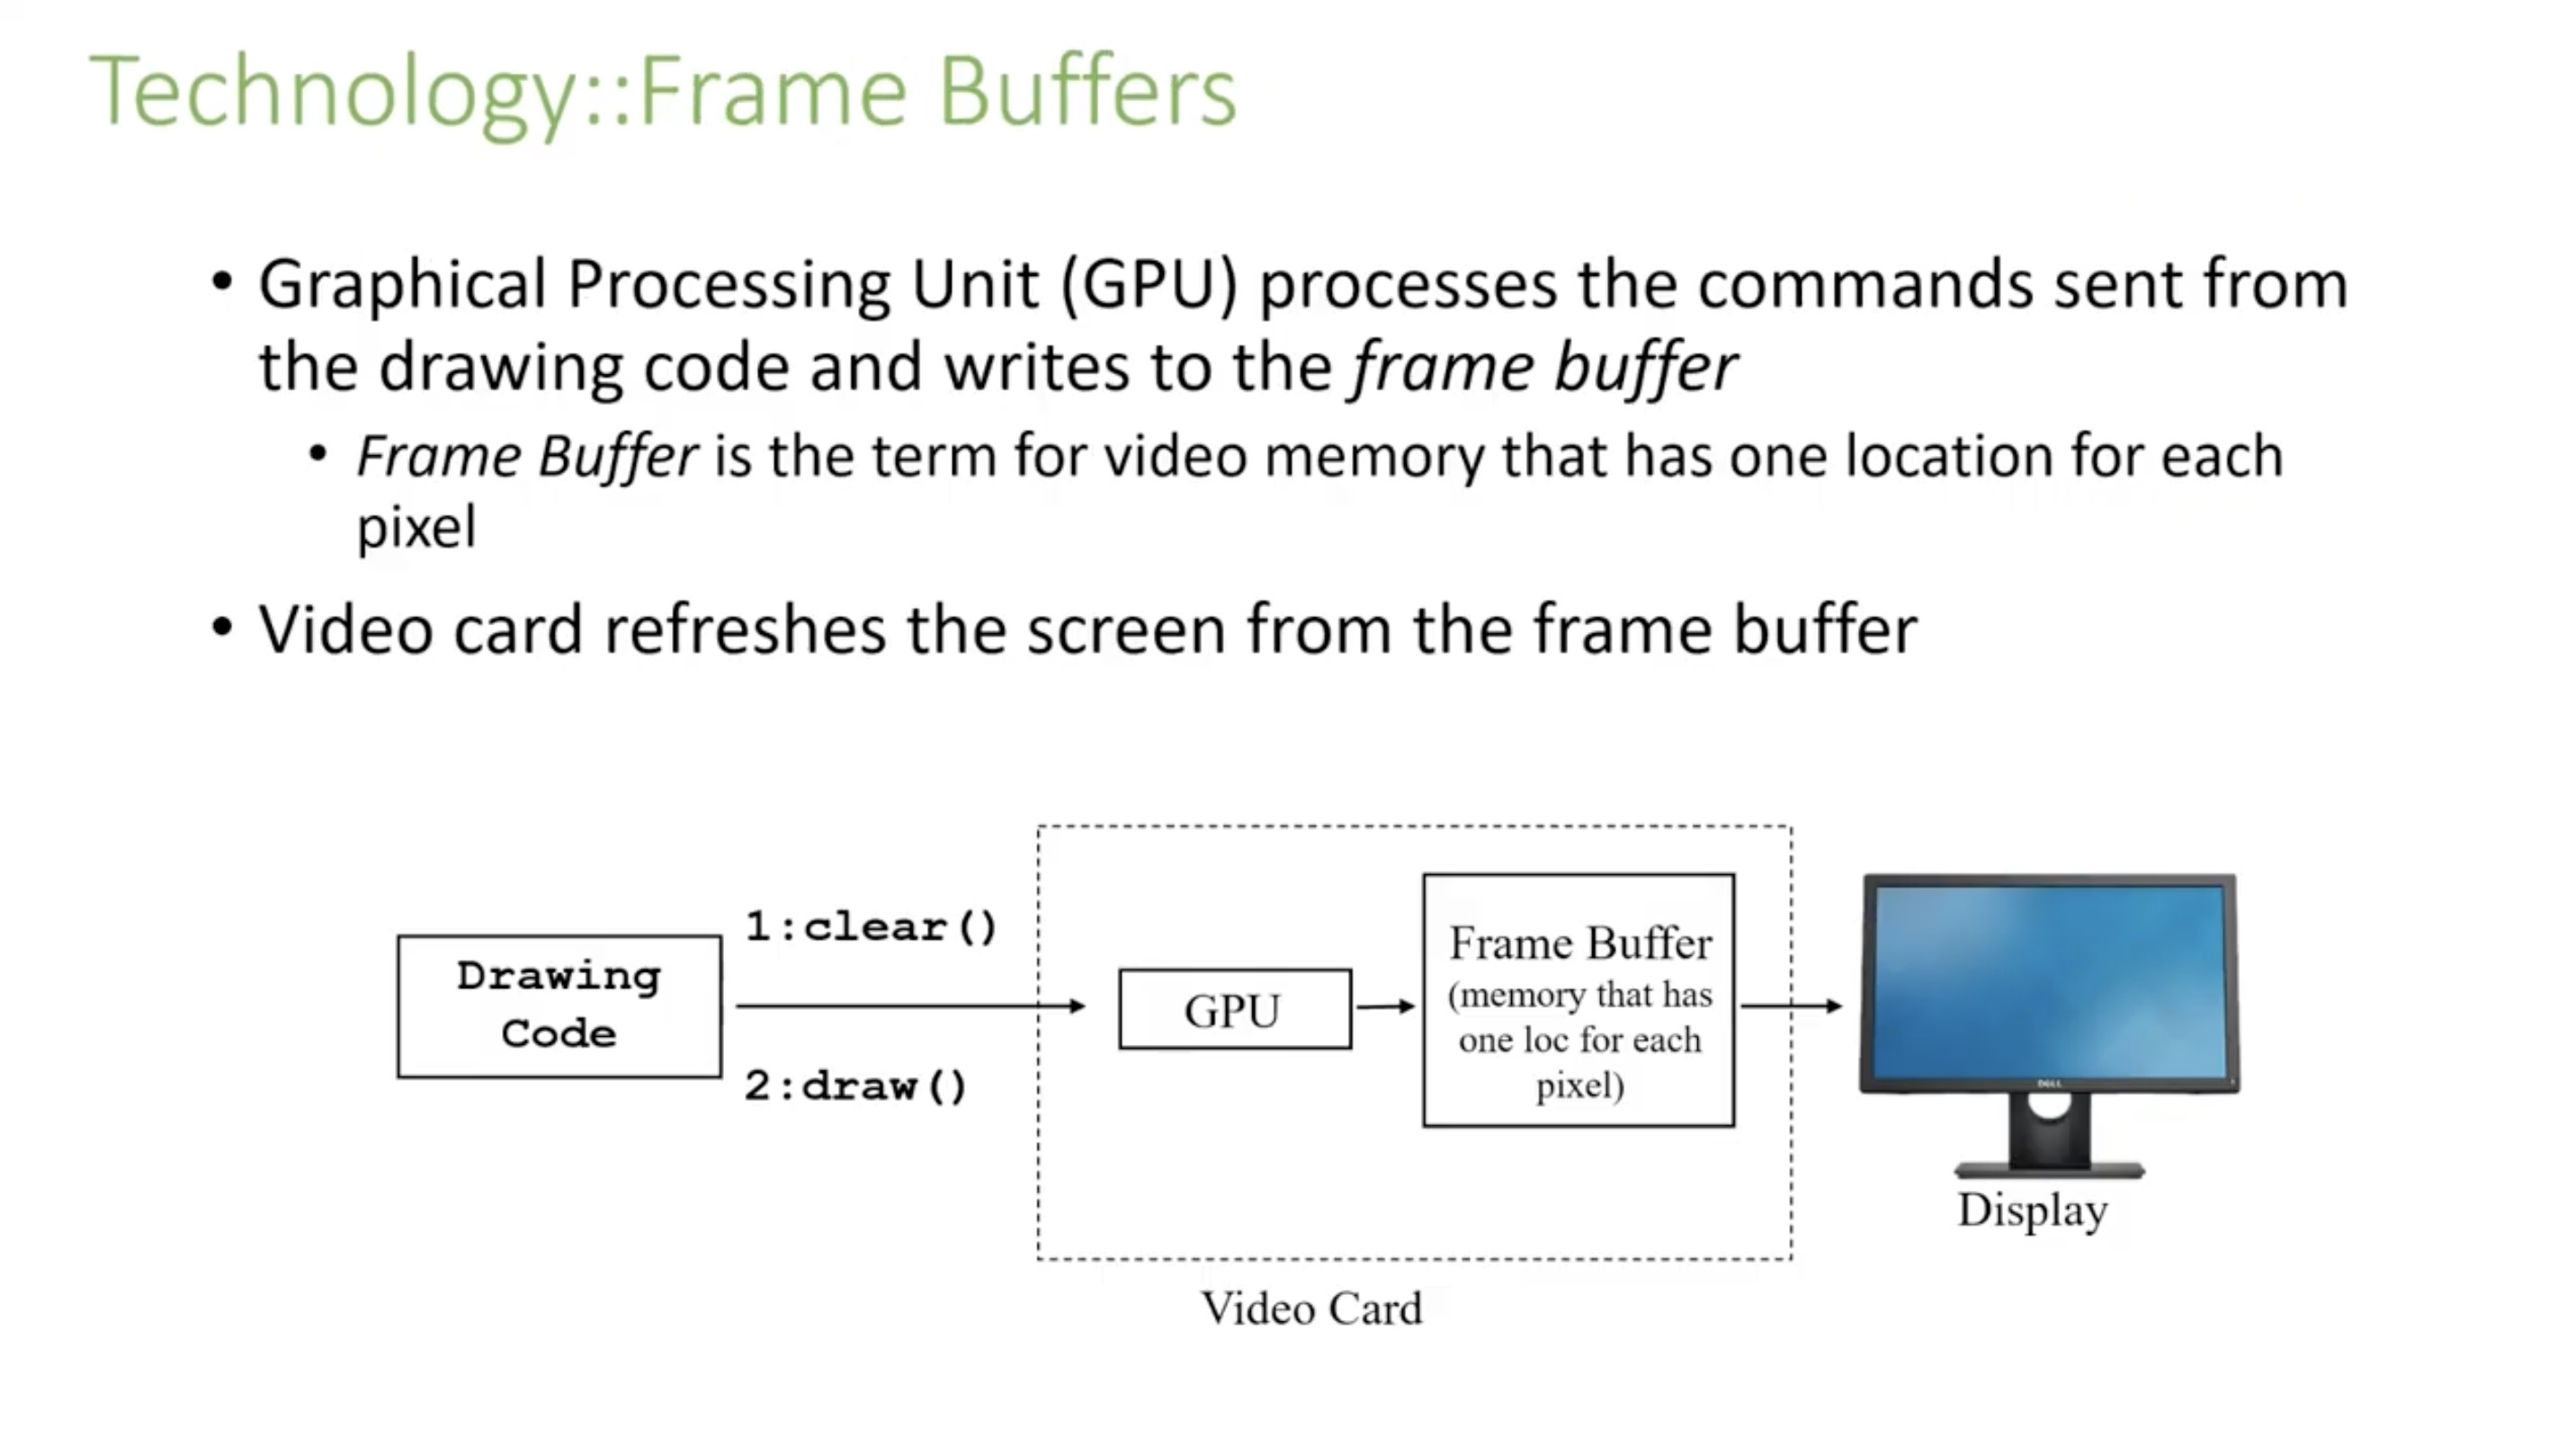 Technology::Frame Buffers
• Graphical Processing Unit (GPU) processes the commands sent from
the drawing code and writes to the frame buffer
• Frame Buffer is the term for video memory that has one location for each
pixel
• Video card refreshes the screen from the frame buffer
Drawing
Code
1:clear()
2:draw()
GPU
Frame Buffer
(memory that has
one loc for each
pixel)
DELL
Display
Video Card